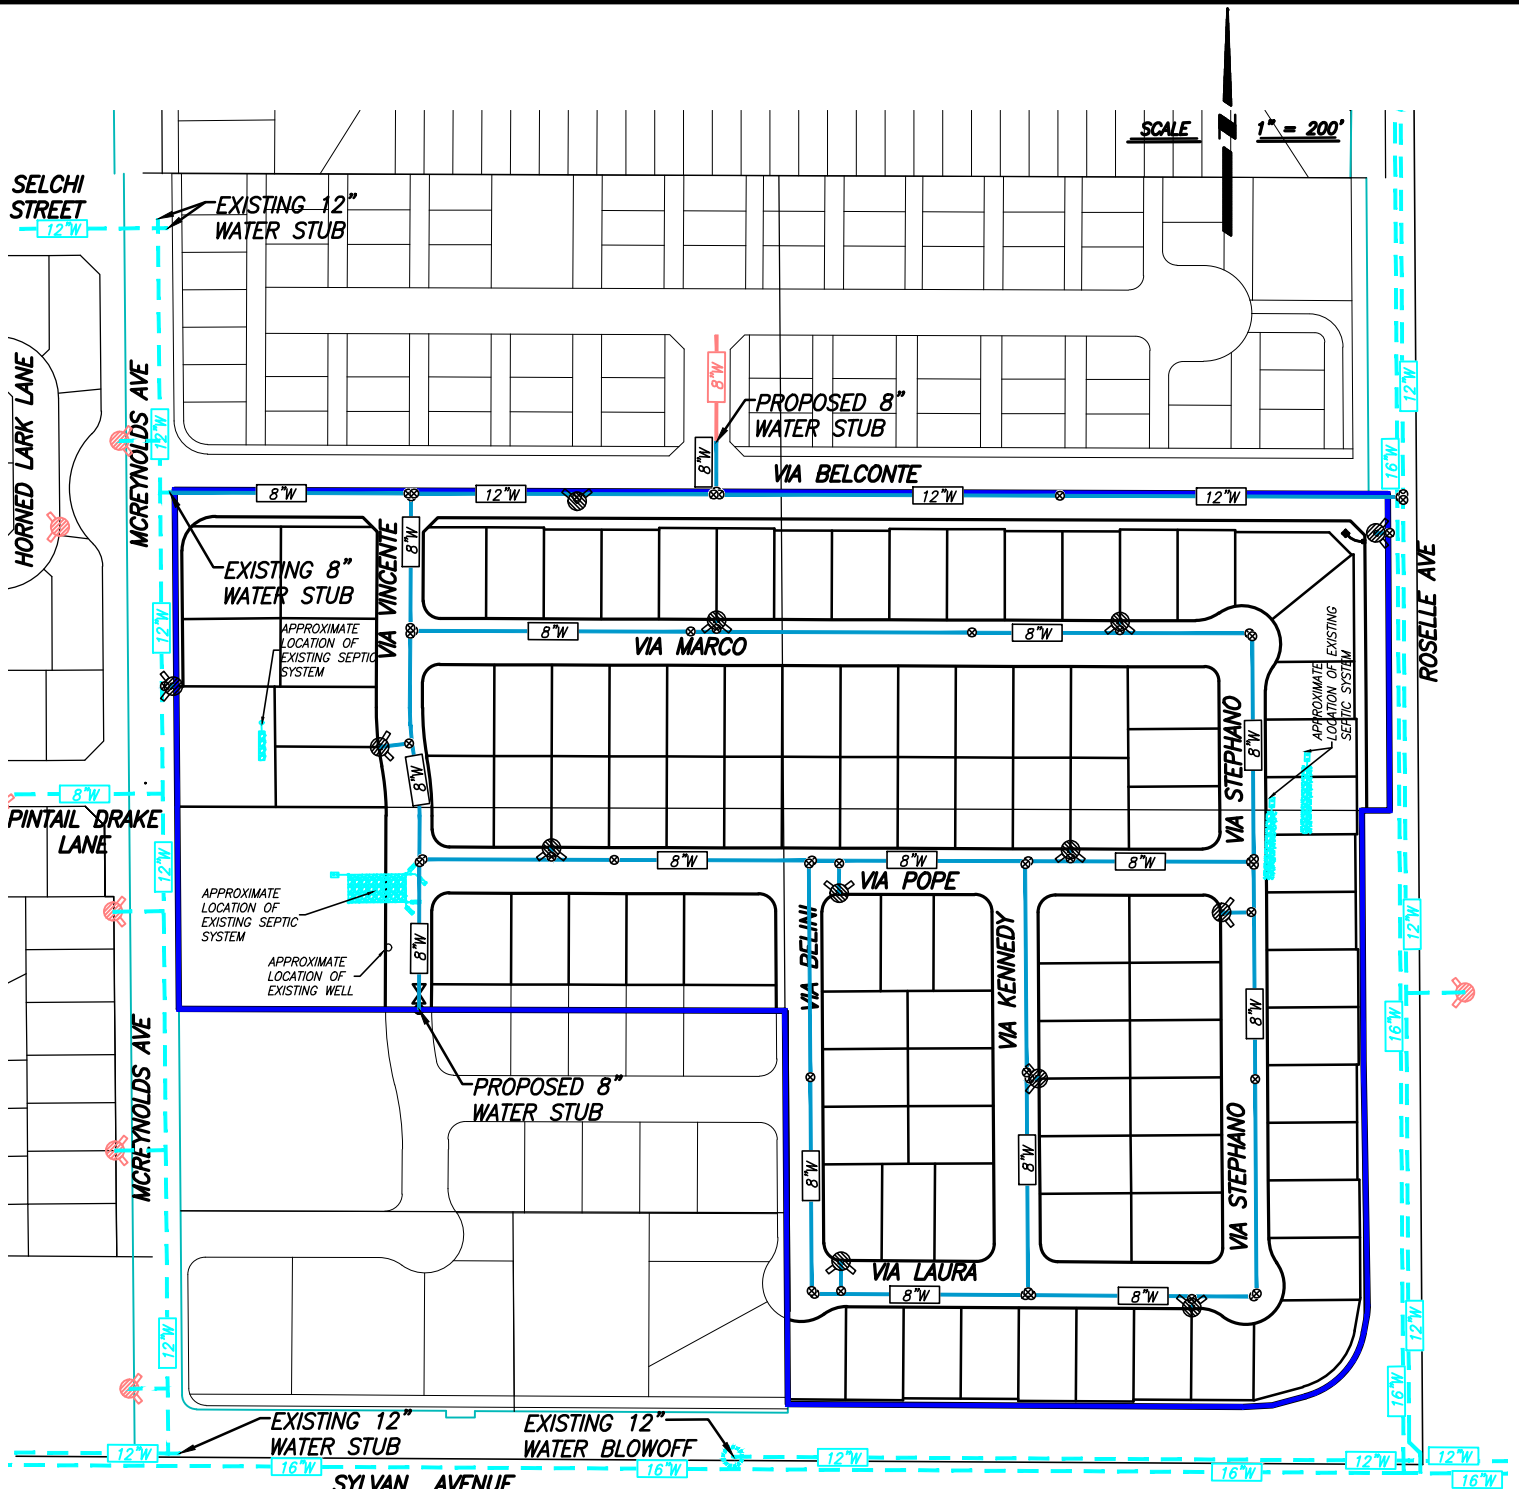 SCALE
1" = 200'
SELCHI
STREET
12"W
EXISTING 12"
WATER STUB
HORNED LARK LANE
MCREYNOLDS AVE
12"W
8"W
12"W
16"W
PROPOSED 8"
WATER STUB
8"W
VIA BELCONTE
8"W
12"W
12"W
12"W
EXISTING 8"
WATER STUB
VIA VINCENTE
8"W
ROSELLE AVE
12"W
APPROXIMATE
LOCATION OF
EXISTING SEPTIC
SYSTEM
8"W
VIA MARCO
8"W
APPROXIMATE
LOCATION OF EXISTING
SEPTIC SYSTEM
VIA STEPHANO
8"W
8"W
8"W
PINTAIL DRAKE
LANE
12"W
8"W
8"W
8"W
VIA POPE
APPROXIMATE
LOCATION OF
EXISTING SEPTIC
SYSTEM
8"W
VIA BELINI
VIA KENNEDY
12"W
APPROXIMATE
LOCATION OF
EXISTING WELL
8"W
16"W
MCREYNOLDS AVE
PROPOSED 8"
WATER STUB
8"W
8"W
VIA STEPHANO
VIA LAURA
8"W
8"W
12"W
12"W
16"W
EXISTING 12"
WATER STUB
EXISTING 12"
WATER BLOWOFF
12"W
12"W
12"W
12"W
16"W
16"W
16"W
16"W
SYLVAN AVENUE